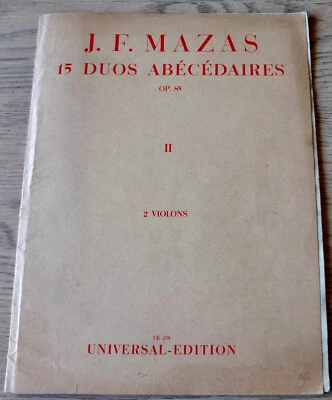 J. F. MAZAS
15 DUOS ABÉCÉDAIRES
OP. 85
II
2 VIOLONS
UNIVERSAL-EDITION